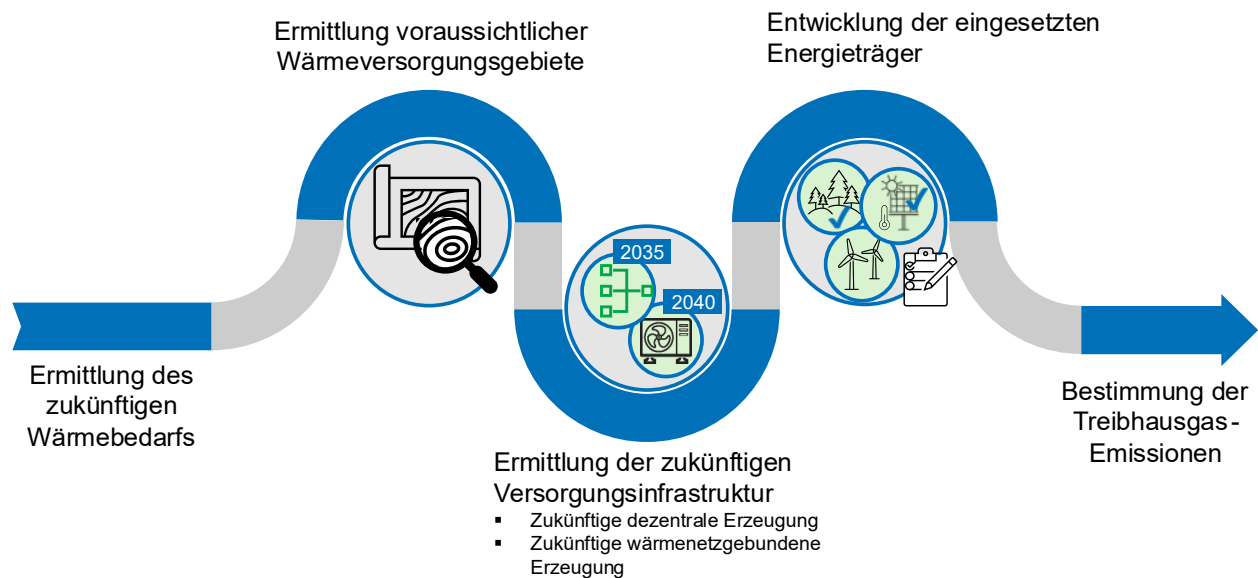 Ermittlung des
zukünftigen
Wärmebedarfs
Ermittlung voraussichtlicher
Wärmeversorgungsgebiete
2035
2040
Ermittlung der zukünftigen
Versorgungsinfrastruktur
▪ Zukünftige dezentrale Erzeugung
▪ Zukünftige wärmenetzgebundene
Erzeugung
Entwicklung der eingesetzten
Energieträger
Bestimmung der
Treibhausgas-
Emissionen